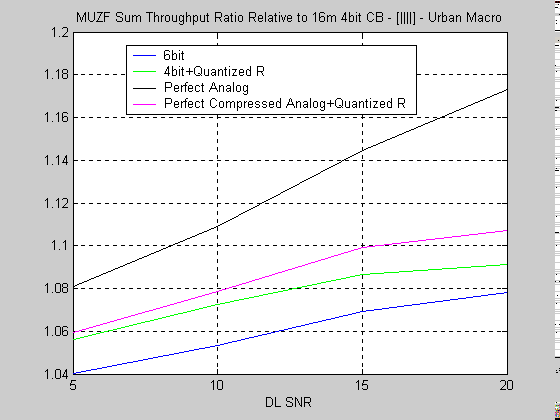 MUZF Sum Throughput Ratio Relative to 16m 4bit CB - [||||] - Urban Macro
1.2
6bit
1.18
4bit+Quantized R
Perfect Analog
Perfect Compressed Analog+Quantized R
1.16
1.14
1.12
1.1
1.08
1.06
1.04
5 10 15 20
DL SNR